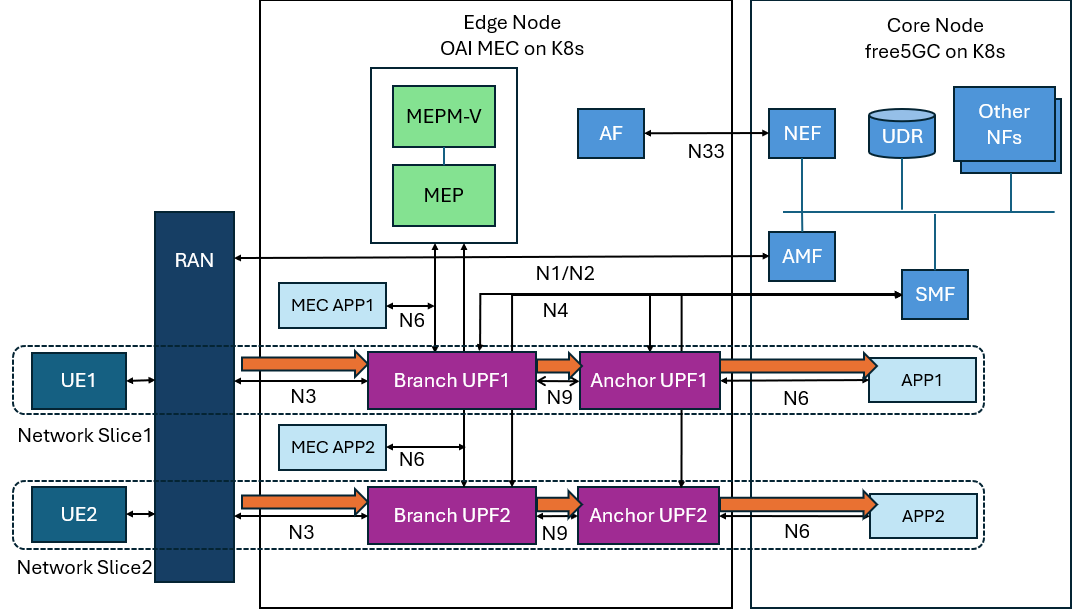 Edge Node
OAI MEC on K8s
Core Node
free5GC on K8s
MEPM-V
MEP
AF
N33
NEF
UDR
Other
NFs
RAN
AMF
N1/N2
SMF
N4
MEC APP1
N6
UE1
N3
Branch UPF1
N9
Anchor UPF1
N6
APP1
Network Slice1
MEC APP2
N6
UE2
N3
Branch UPF2
N9
Anchor UPF2
N6
APP2
Network Slice2